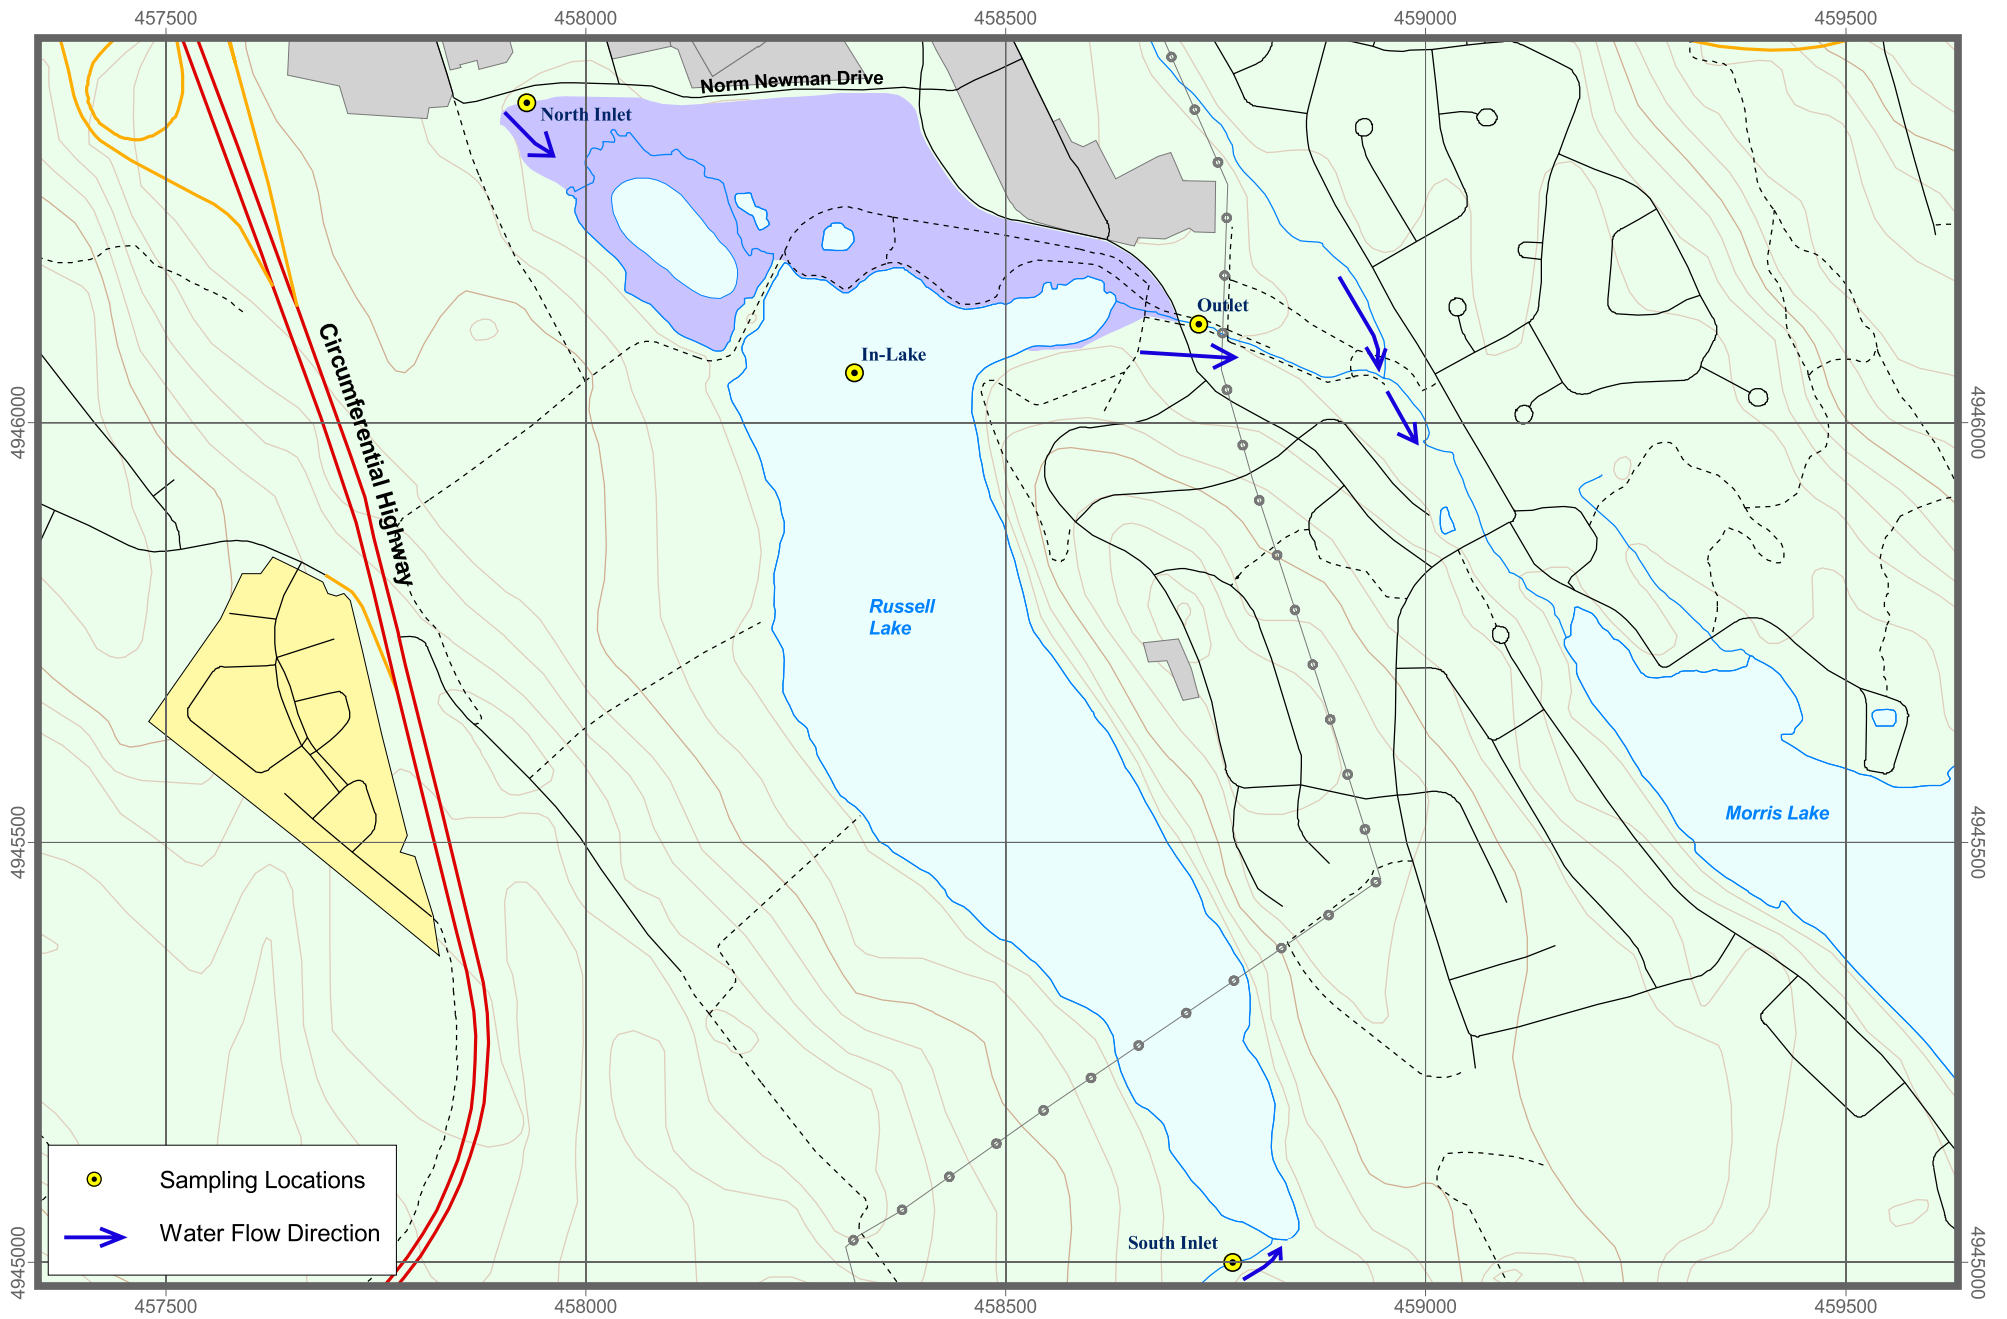 457500
458000
458500
459000
459500
Norm Newman Drive
North Inlet
Outlet
In-Lake
Circumferential Highway
4946000
4946000
Russell
Lake
Morris Lake
4945500
4945500
Sampling Locations
Water Flow Direction
South Inlet
4945000
4945000
457500
458000
458500
459000
459500